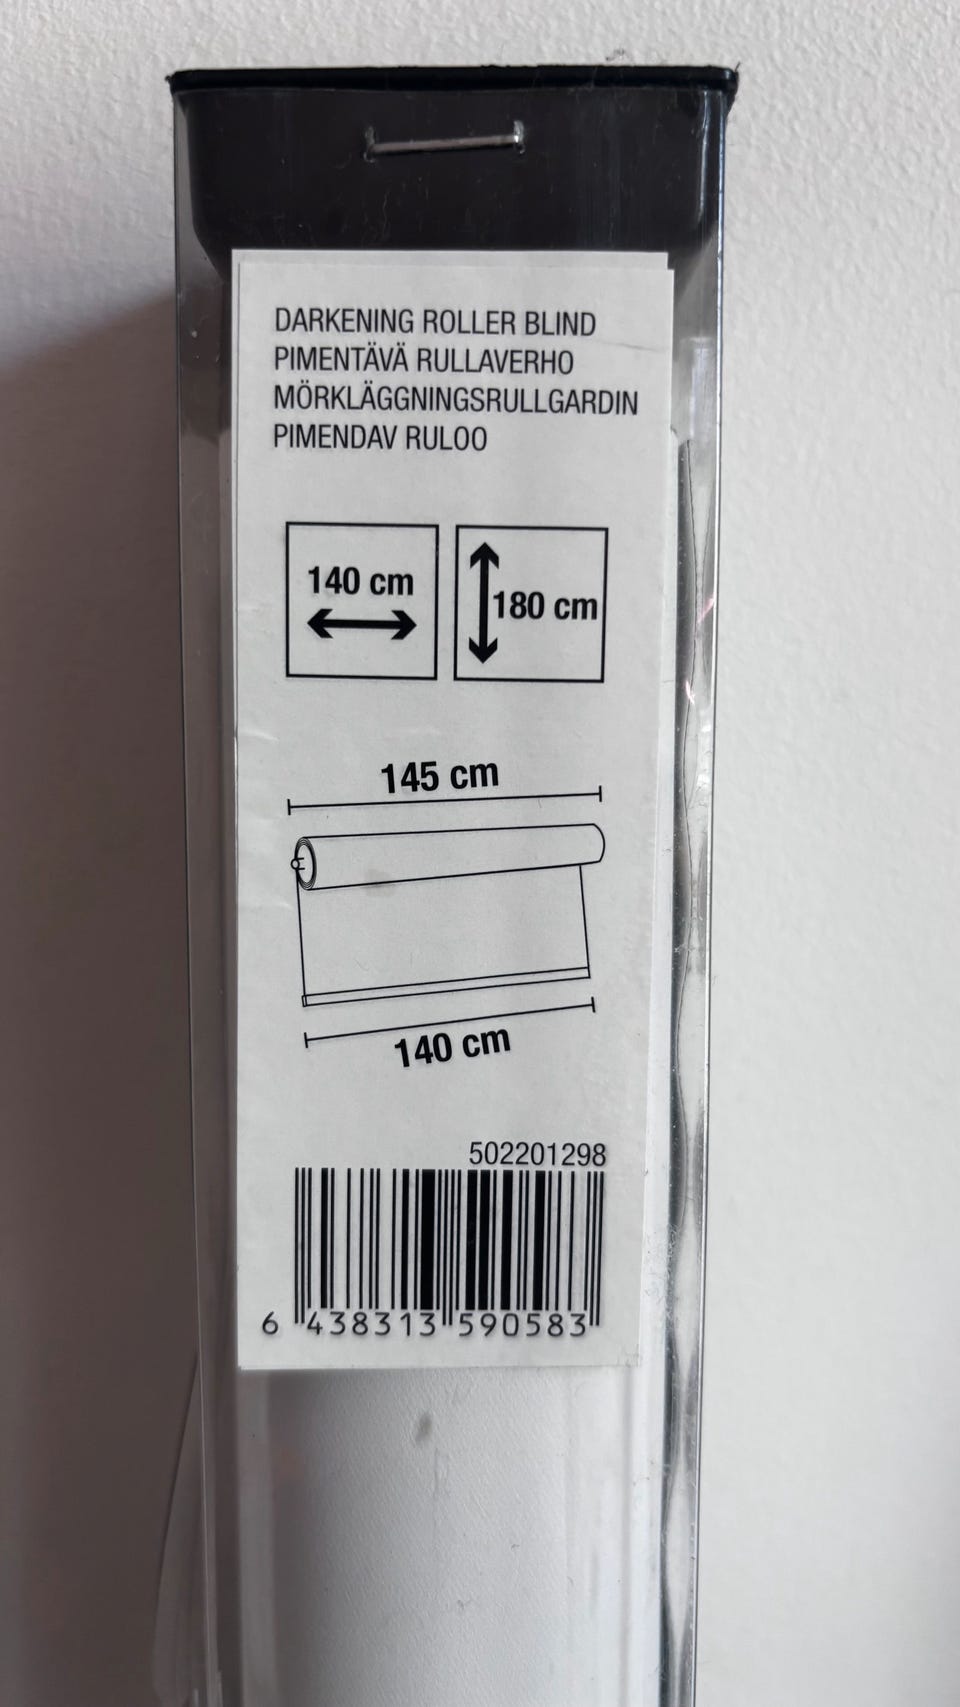 DARKENING ROLLER BLIND
PIMENTÄVÄ RULLAVERHO
MÖRKLÄGGNINGSRULLGARDIN
PIMENDAV RULOO
140 cm
180 cm
145 cm
140 cm
502201298
6 438313 590583